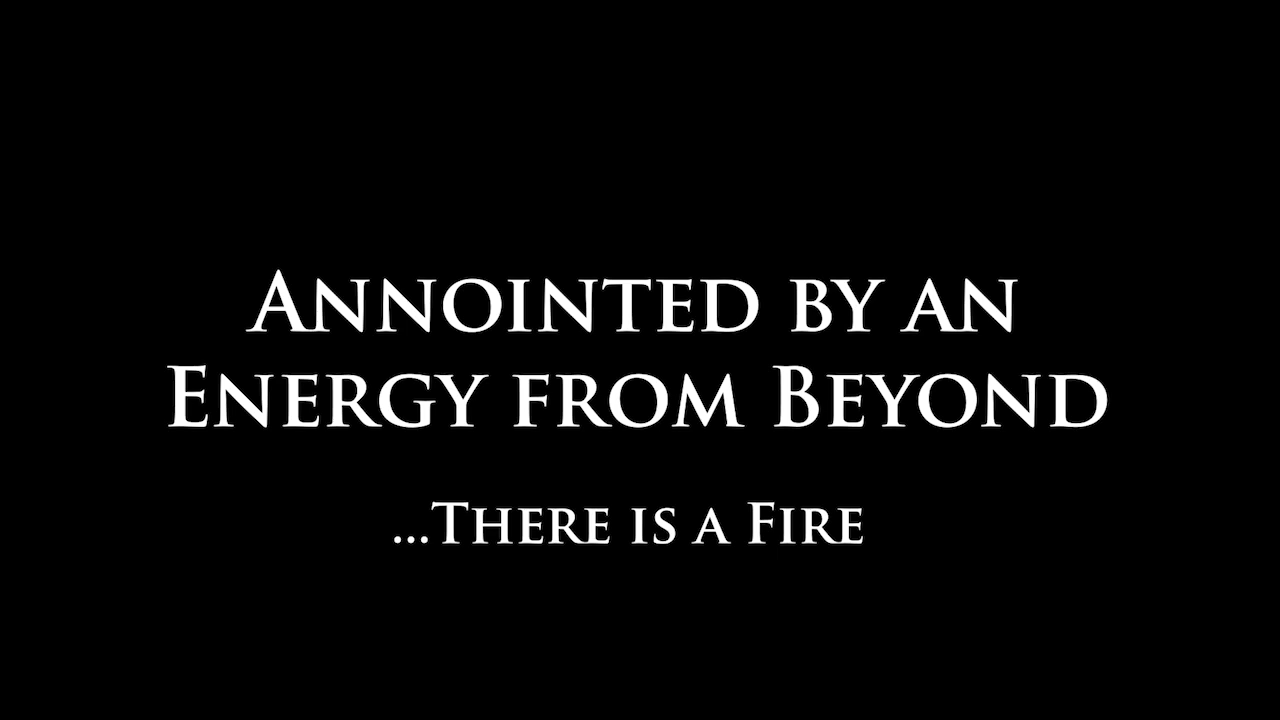 Annointed by an
Energy from Beyond
...There is a Fire